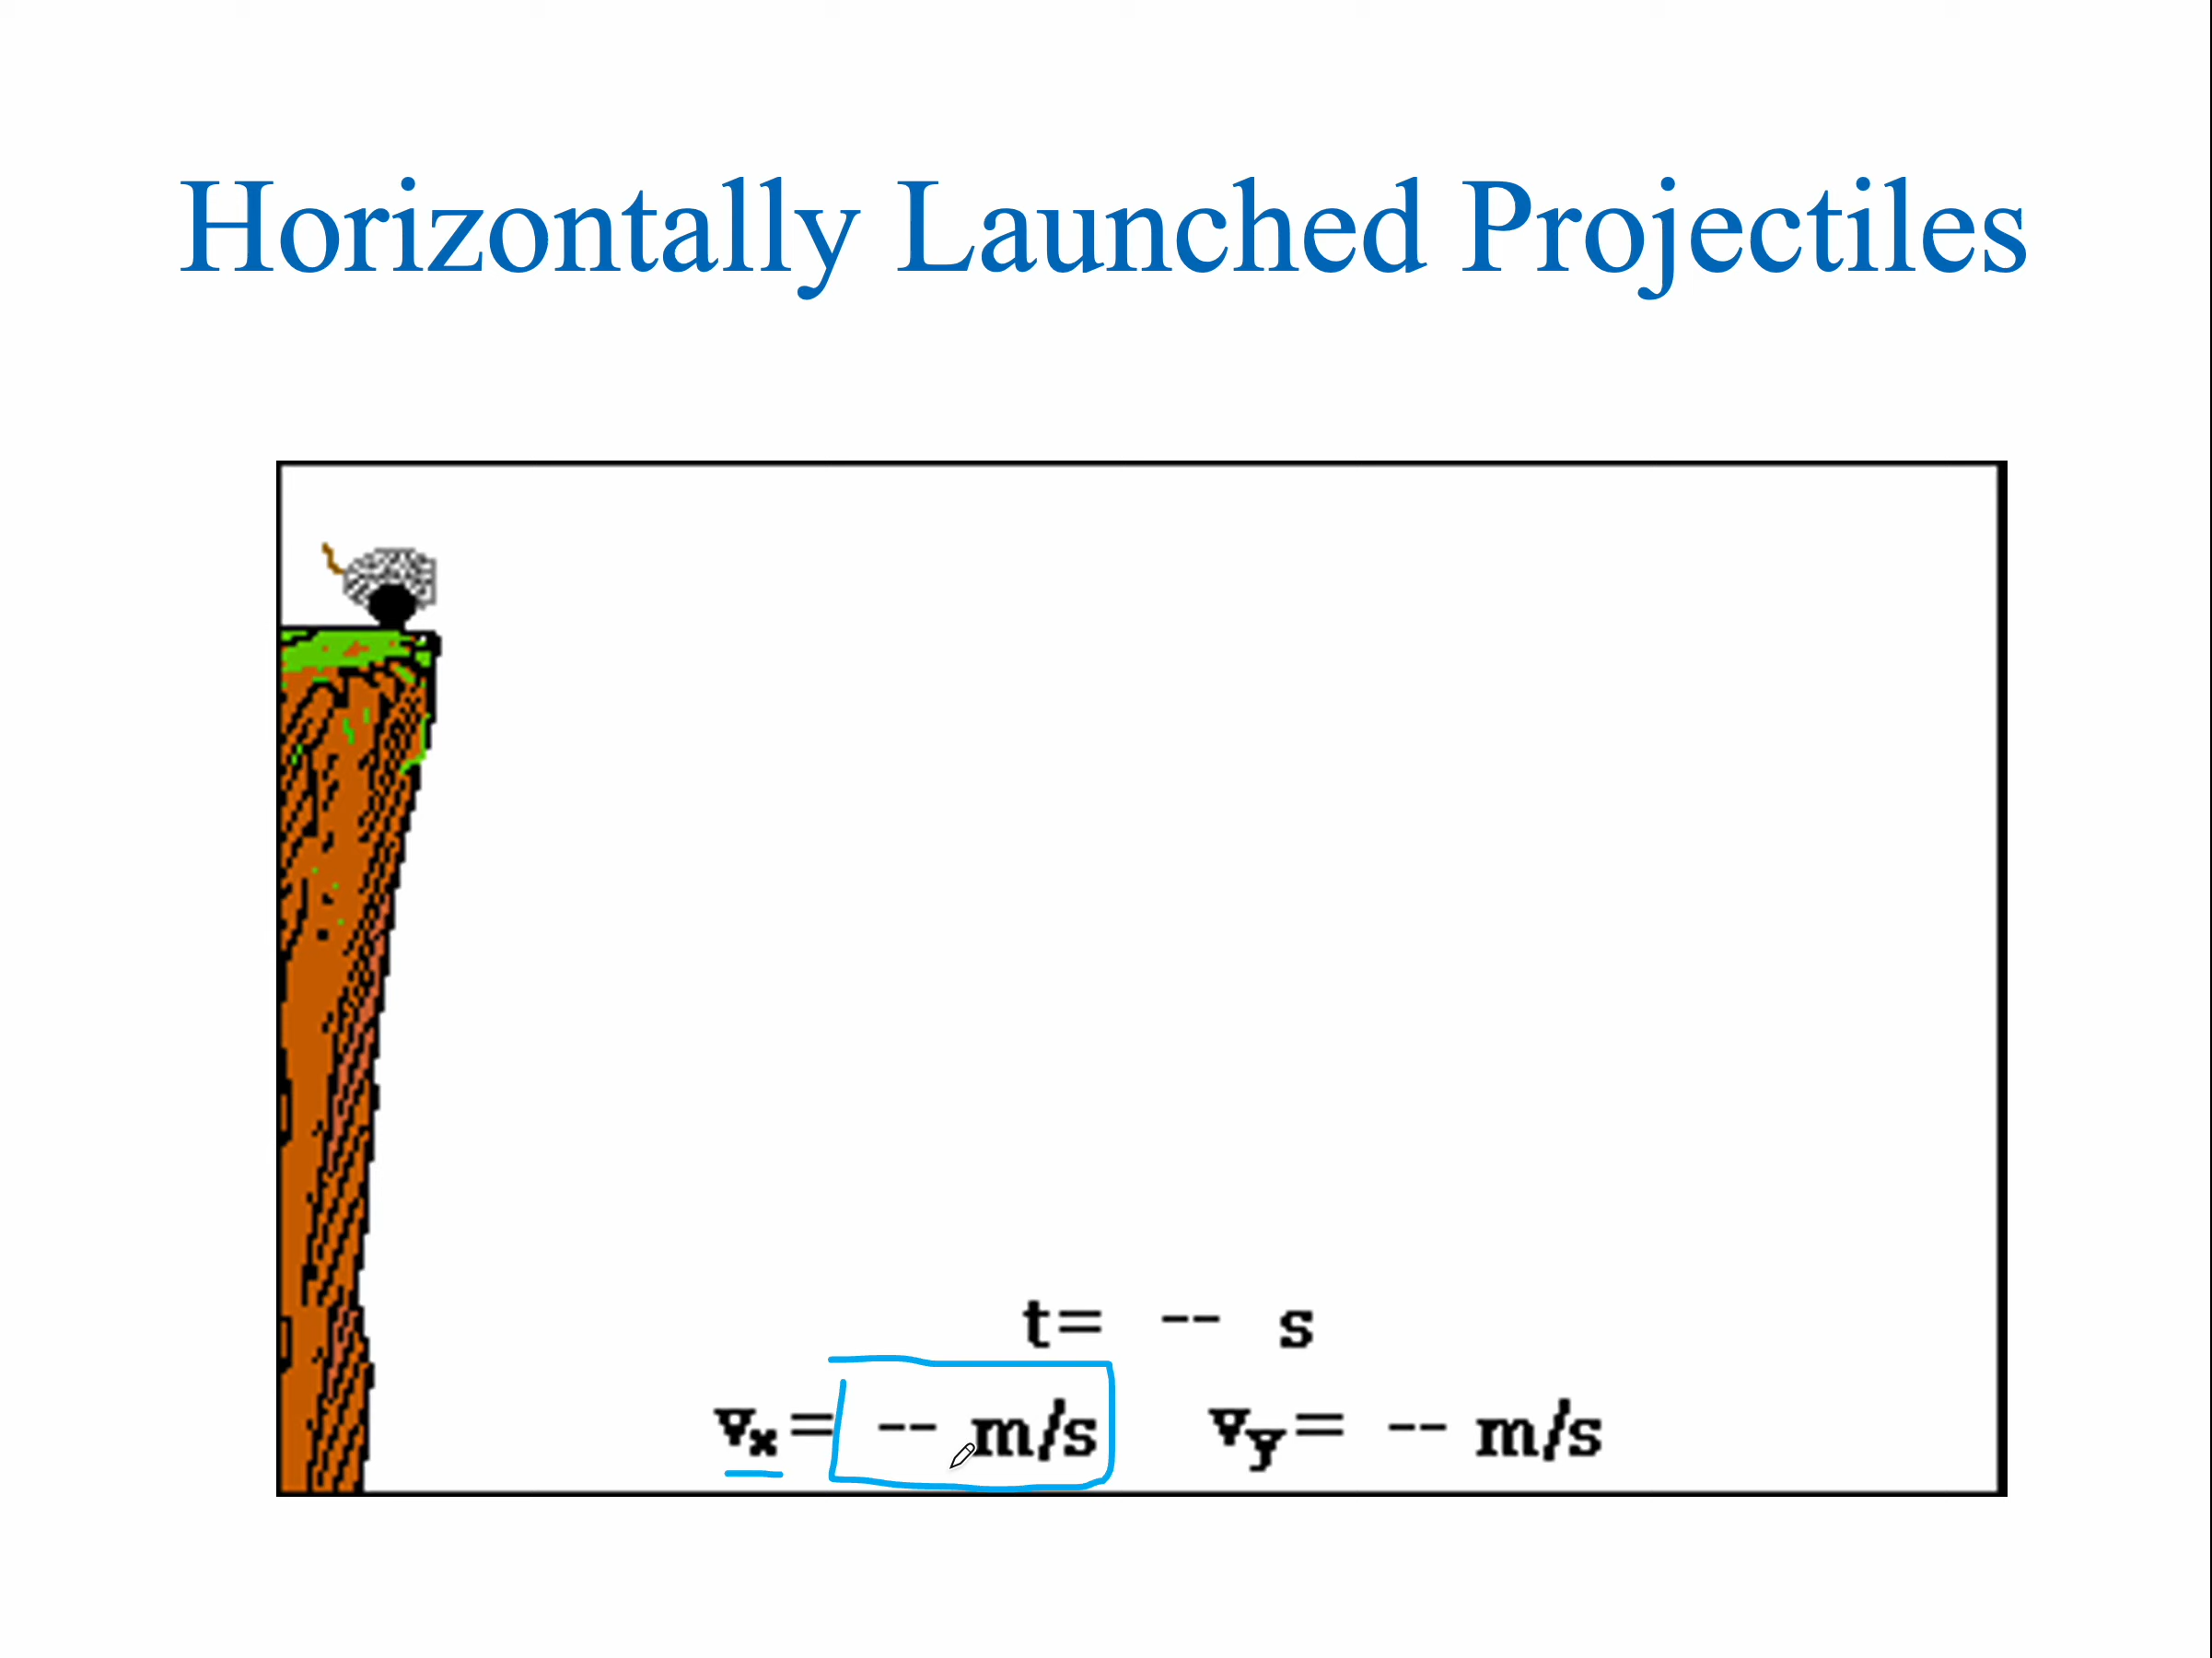 Horizontally Launched Projectiles
t= -- s
vx= -- m/s vy= -- m/s